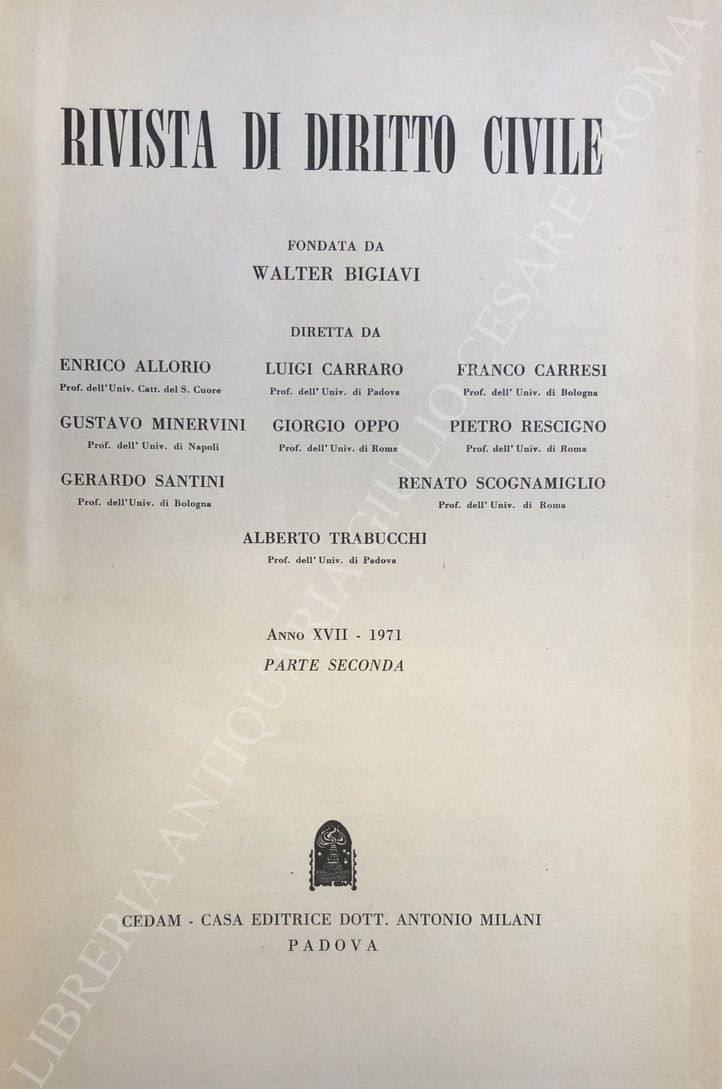 RIVISTA DI DIRITTO CIVILE
FONDATA DA
WALTER BIGIAVI
DIRETTA DA
ENRICO ALLORIO LUIGI CARRARO FRANCO CARRESI
Prof. dell'Univ. Catt. del S. Cuore Prof. dell' Univ. di Padova Prof. dell' Univ. di Bologna
GUSTAVO MINERVINI GIORGIO OPPO PIETRO RESCIGNO
Prof. dell' Univ. di Napoli Prof. dell' Univ. di Roma Prof. dell' Univ. di Roma
GERARDO SANTINI RENATO SCOGNAMIGLIO
Prof. dell'Univ. di Bologna Prof. dell' Univ. di Roma
ALBERTO TRABUCCHI
Prof. dell' Univ. di Padova
ANNO XVII - 1971
PARTE SECONDA
CEDAM - CASA EDITRICE DOTT. ANTONIO MILANI
PADOVA
LIBRERIA ANTIQUARIA GIULIO CESARE ROMA